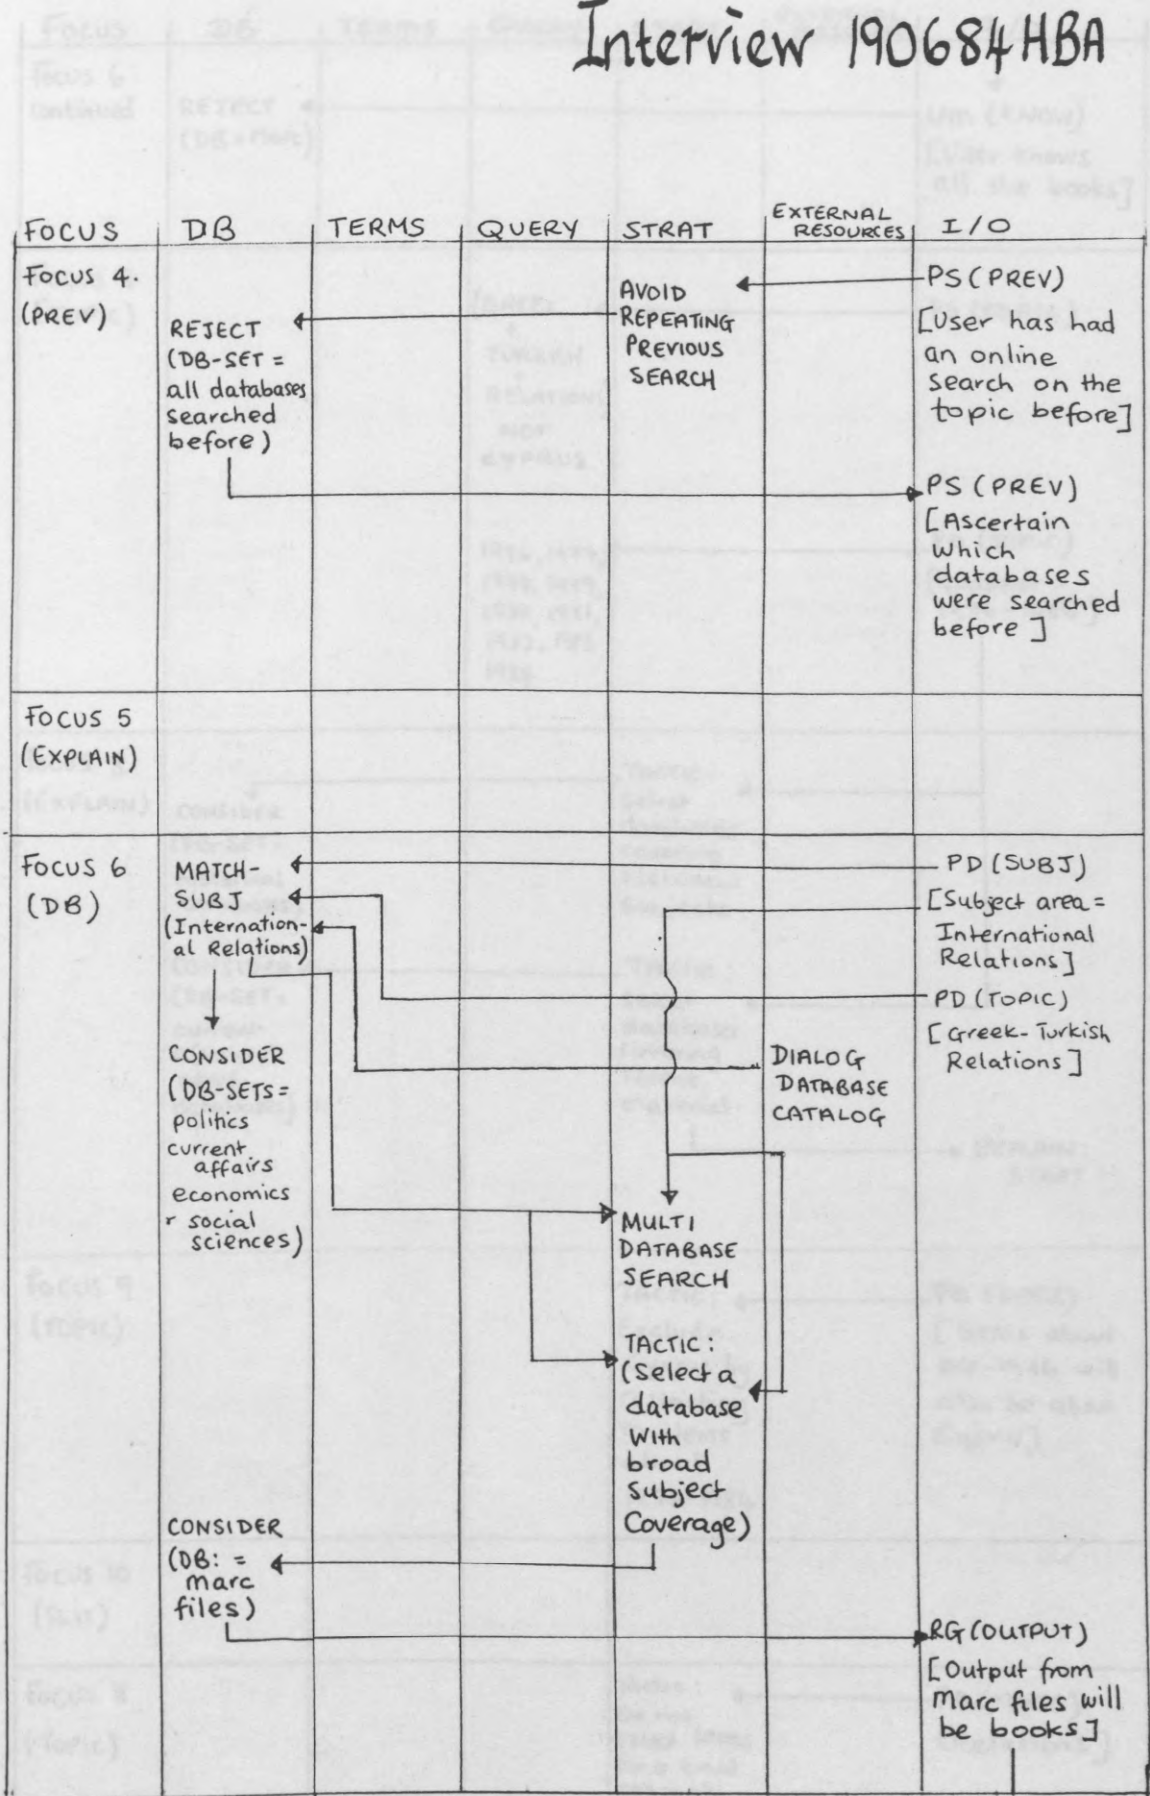 Interview 190684HBA
FOCUS DB TERMS QUERY STRAT EXTERNAL RESOURCES I/O
FOCUS 4.
(PREV)
REJECT
(DB-SET =
all databases
searched
before)
AVOID
REPEATING
PREVIOUS
SEARCH
PS (PREV)
[User has had
an online
search on the
topic before]
PS (PREV)
[Ascertain
which
databases
were searched
before]
FOCUS 5
(EXPLAIN)
FOCUS 6
(DB)
MATCH-
SUBJ
(Internation-
al Relations)
CONSIDER
(DB-SETS=
politics
current
affairs
economics
r social
sciences)
PD (SUBJ)
[Subject area =
International
Relations]
PD (TOPIC)
[Greek-Turkish
Relations]
DIALOG
DATABASE
CATALOG
MULTI
DATABASE
SEARCH
TACTIC:
(Select a
database
with
broad
subject
coverage)
CONSIDER
(DB: =
marc
files)
RG (OUTPUT)
[Output from
marc files will
be books]